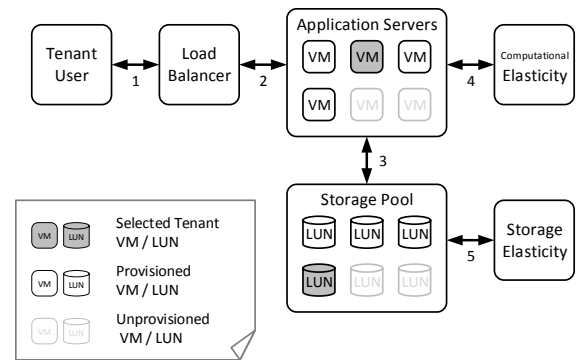 Application Servers
Tenant
User
Load
Balancer
1
2
VM VM VM
VM VM VM
4
Computational
Elasticity
3
Storage Pool
LUN LUN LUN
LUN LUN LUN
5
Storage
Elasticity
VM LUN
Selected Tenant
VM / LUN
VM LUN
Provisioned
VM / LUN
VM LUN
Unprovisioned
VM / LUN